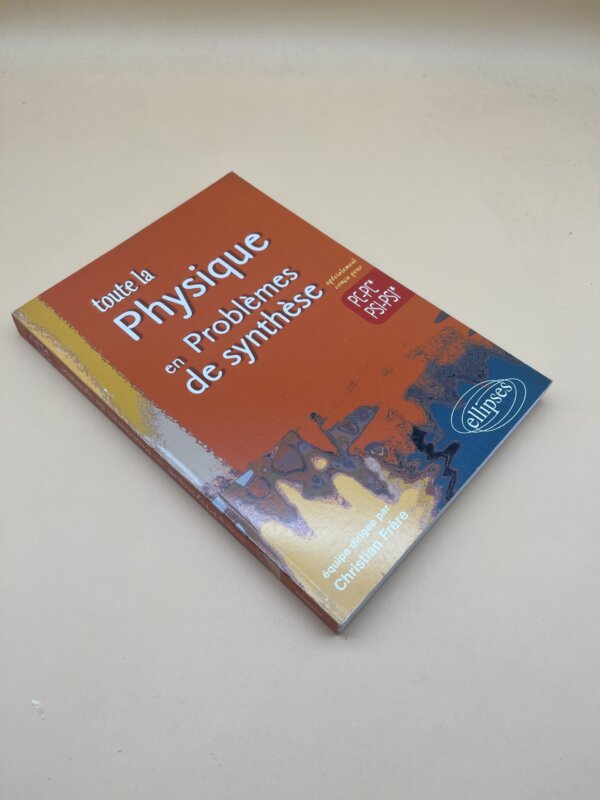 toute la
Physique
en Problèmes
de synthèse
spécialement
conçu pour
PC-PC*
PSI-PSI*
ellipses
équipe dirigée par
Christian Frère